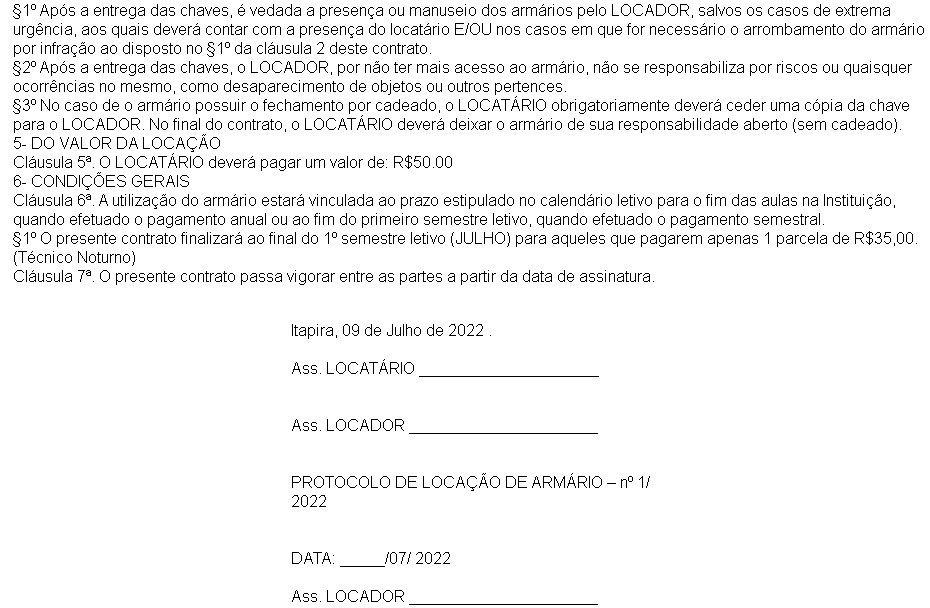 §1º Após a entrega das chaves, é vedada a presença ou manuseio dos armários pelo LOCADOR, salvos os casos de extrema
urgência, aos quais deverá contar com a presença do locatário E/OU nos casos em que for necessário o arrombamento do armário
por infração ao disposto no §1º da cláusula 2 deste contrato.
§2º Após a entrega das chaves, o LOCADOR, por não ter mais acesso ao armário, não se responsabiliza por riscos ou quaisquer
ocorrências no mesmo, como desaparecimento de objetos ou outros pertences.
§3º No caso de o armário possuir o fechamento por cadeado, o LOCATÁRIO obrigatoriamente deverá ceder uma cópia da chave
para o LOCADOR. No final do contrato, o LOCATÁRIO deverá deixar o armário de sua responsabilidade aberto (sem cadeado).
5- DO VALOR DA LOCAÇÃO
Cláusula 5ª. O LOCATÁRIO deverá pagar um valor de: R$50.00
6- CONDIÇÕES GERAIS
Cláusula 6ª. A utilização do armário estará vinculada ao prazo estipulado no calendário letivo para o fim das aulas na Instituição,
quando efetuado o pagamento anual ou ao fim do primeiro semestre letivo, quando efetuado o pagamento semestral.
§1º O presente contrato finalizará ao final do 1º semestre letivo (JULHO) para aqueles que pagarem apenas 1 parcela de R$35,00.
(Técnico Noturno)
Cláusula 7ª. O presente contrato passa vigorar entre as partes a partir da data de assinatura.
Itapira, 09 de Julho de 2022 .
Ass. LOCATÁRIO ____________________
Ass. LOCADOR _____________________
PROTOCOLO DE LOCAÇÃO DE ARMÁRIO – nº 1/
2022
DATA: _____/07/ 2022
Ass. LOCADOR _____________________